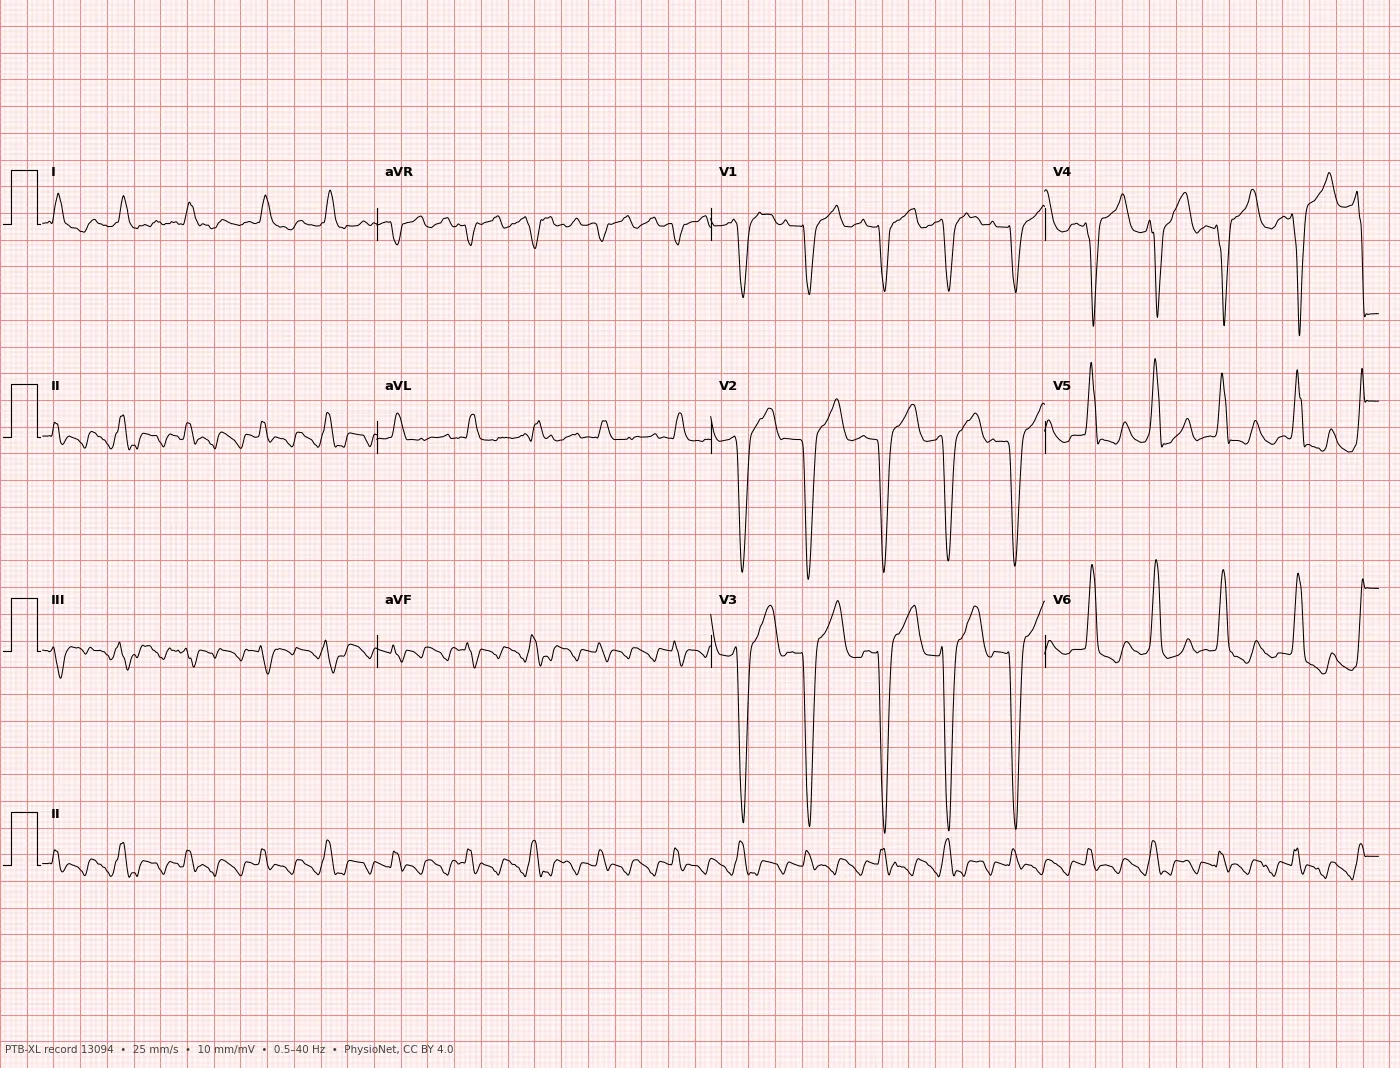 I aVR V1 V4
II aVL V2 V5
III aVF V3 V6
II
PTB-XL record 13094 • 25 mm/s • 10 mm/mV • 0.5–40 Hz • PhysioNet, CC BY 4.0